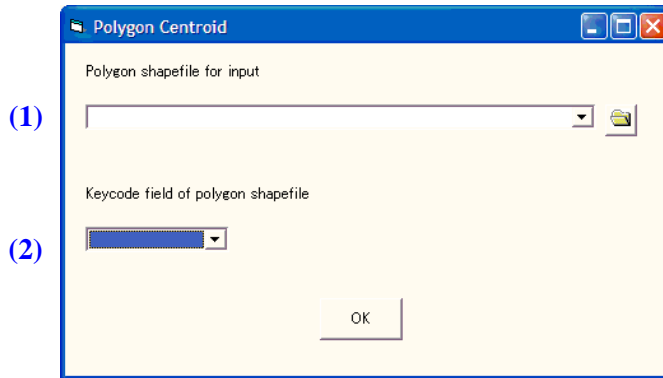 Polygon Centroid
Polygon shapefile for input
(1)
Keycode field of polygon shapefile
(2)
OK